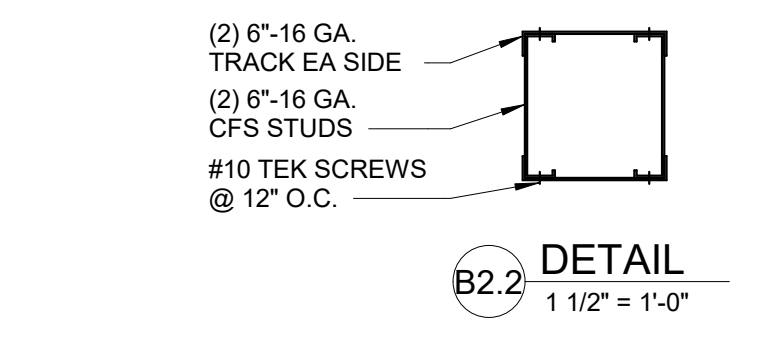 (2) 6"-16 GA.
TRACK EA SIDE
(2) 6"-16 GA.
CFS STUDS
#10 TEK SCREWS
@ 12" O.C.
B2.2
DETAIL
1 1/2" = 1'-0"